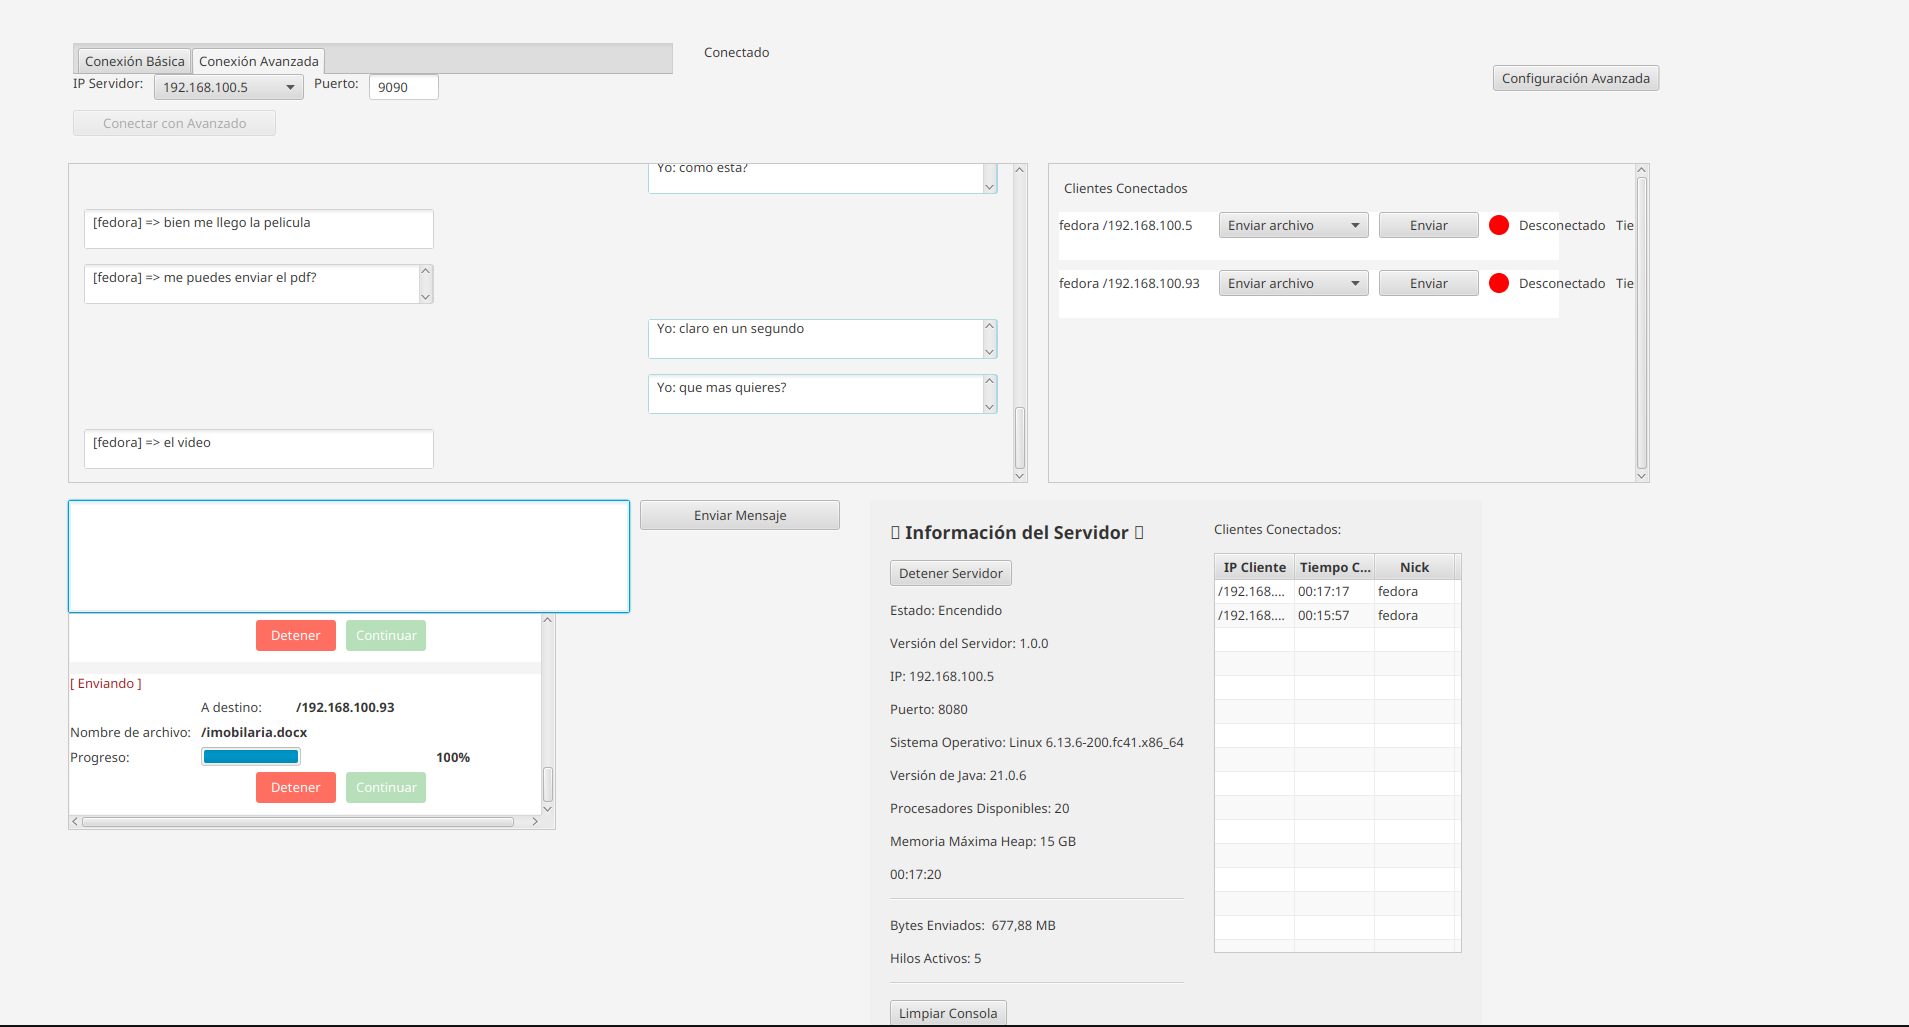 Conexión Básica
Conexión Avanzada
Conectado
IP Servidor:
192.168.100.5
Puerto:
9090
Configuración Avanzada
Conectar con Avanzado
Yo: como esta?
[fedora] => bien me llego la pelicula
[fedora] => me puedes enviar el pdf?
Yo: claro en un segundo
Yo: que mas quieres?
[fedora] => el video
Clientes Conectados
fedora /192.168.100.5 Enviar archivo Enviar Desconectado Tie
fedora /192.168.100.93 Enviar archivo Enviar Desconectado Tie
Enviar Mensaje
Detener Continuar
[ Enviando ]
A destino: /192.168.100.93
Nombre de archivo: /imobilaria.docx
Progreso: 100%
Detener Continuar
Información del Servidor
Detener Servidor
Estado: Encendido
Versión del Servidor: 1.0.0
IP: 192.168.100.5
Puerto: 8080
Sistema Operativo: Linux 6.13.6-200.fc41.x86_64
Versión de Java: 21.0.6
Procesadores Disponibles: 20
Memoria Máxima Heap: 15 GB
00:17:20
Bytes Enviados: 677,88 MB
Hilos Activos: 5
Limpiar Consola
Clientes Conectados:
IP Cliente Tiempo C... Nick
/192.168.... 00:17:17 fedora
/192.168.... 00:15:57 fedora